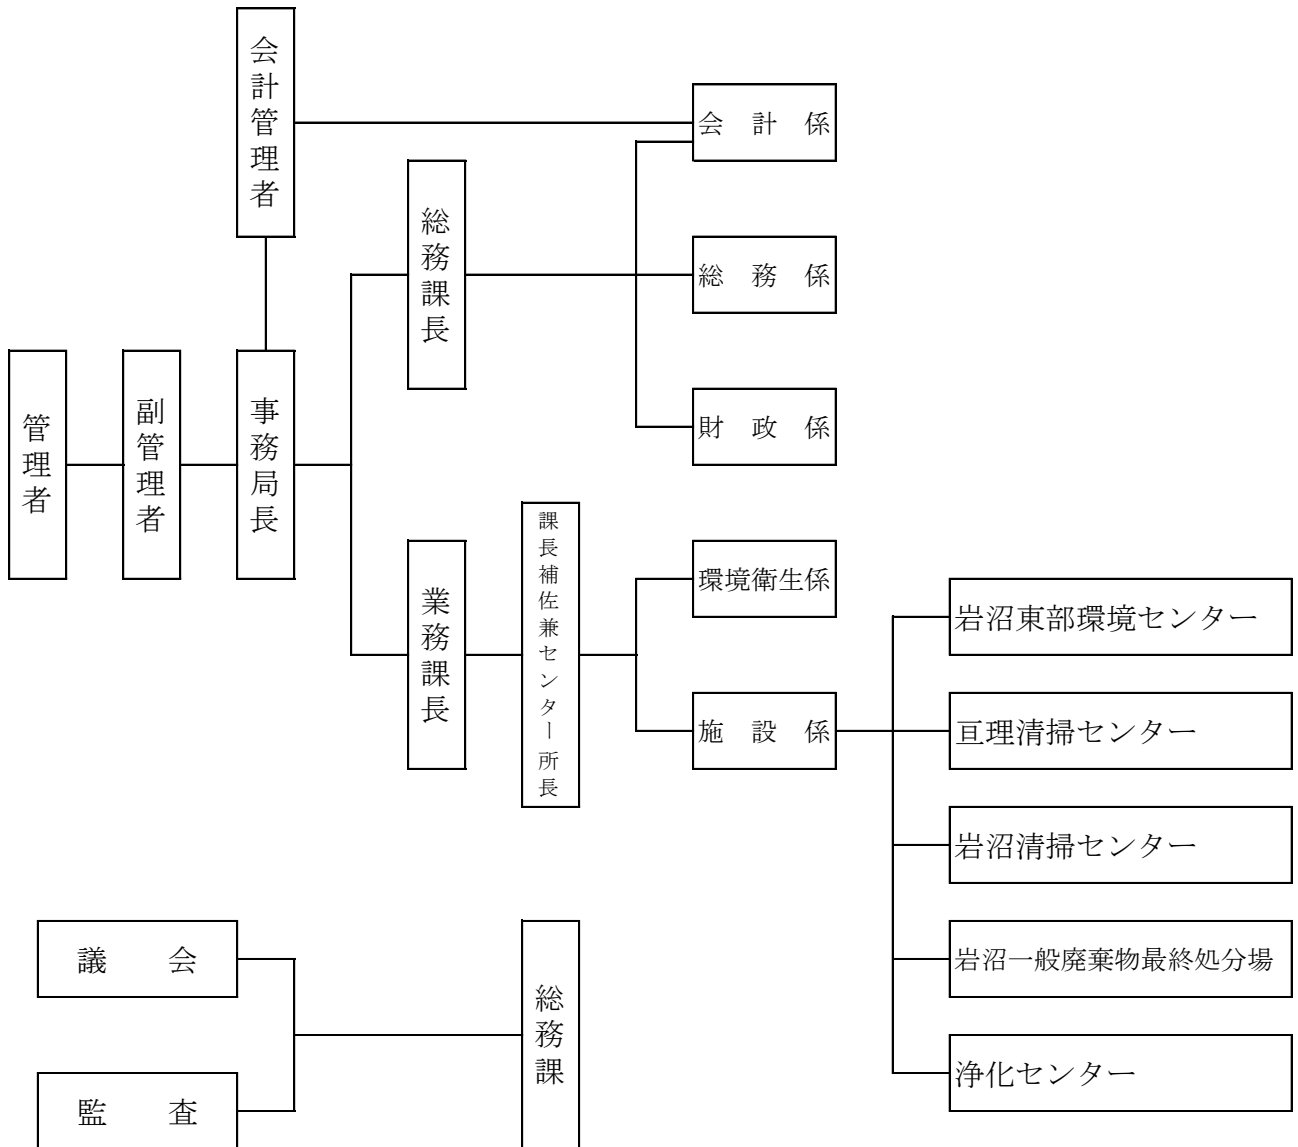 会計管理者
会　計　係
総務課長
総　務　係
管理者
副管理者
事務局長
財　政　係
業務課長
課長補佐兼センター所長
環境衛生係
施　設　係
岩沼東部環境センター
亘理清掃センター
岩沼清掃センター
岩沼一般廃棄物最終処分場
浄化センター
議　会
監　査
総務課